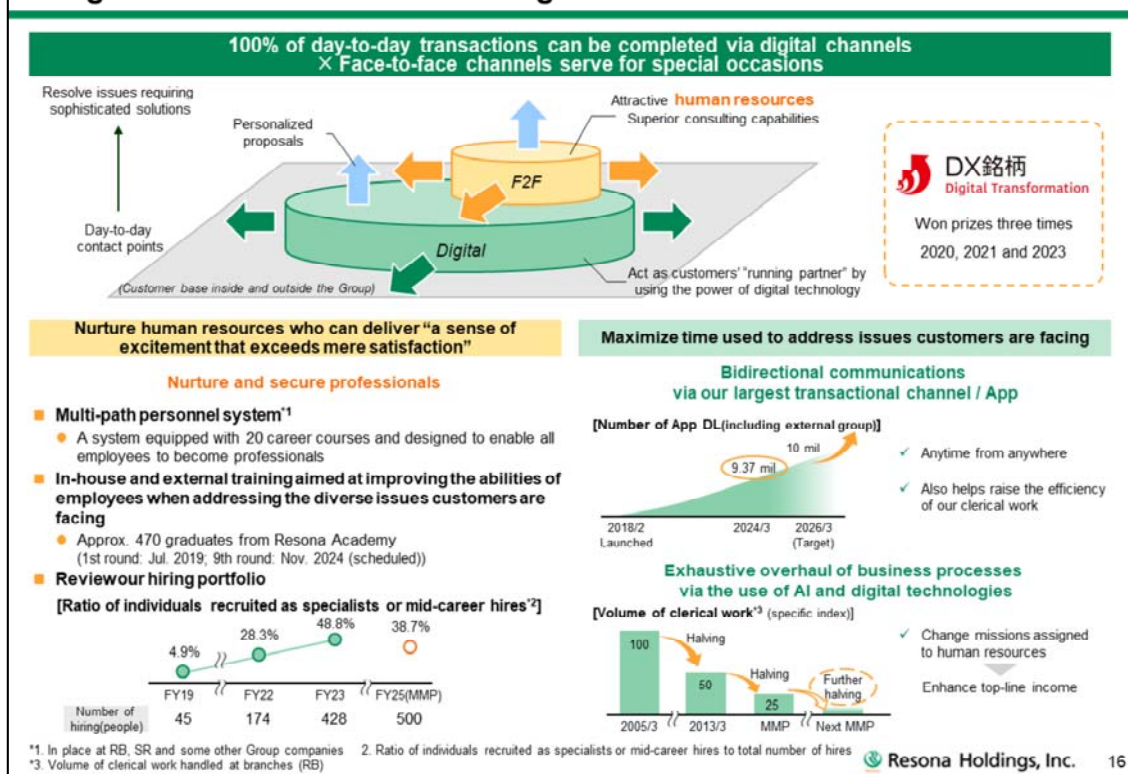 100% of day-to-day transactions can be completed via digital channels
× Face-to-face channels serve for special occasions
Resolve issues requiring
sophisticated solutions
Day-to-day
contact points
Personalized
proposals
Attractive human resources
Superior consulting capabilities
F2F
Digital
(Customer base inside and outside the Group)
Act as customers' "running partner" by
using the power of digital technology
DX銘柄
Digital Transformation
Won prizes three times
2020, 2021 and 2023
Nurture human resources who can deliver "a sense of
excitement that exceeds mere satisfaction"
Nurture and secure professionals
■ Multi-path personnel system*1
● A system equipped with 20 career courses and designed to enable all
employees to become professionals
■ In-house and external training aimed at improving the abilities of
employees when addressing the diverse issues customers are
facing
● Approx. 470 graduates from Resona Academy
(1st round: Jul. 2019; 9th round: Nov. 2024 (scheduled))
■ Reviewour hiring portfolio
[Ratio of individuals recruited as specialists or mid-career hires*2]
4.9% 28.3% 48.8% 38.7%
FY19 FY22 FY23 FY25(MMP)
Number of
hiring(people)
45 174 428 500
Maximize time used to address issues customers are facing
Bidirectional communications
via our largest transactional channel / App
[Number of App DL(including external group)]
9.37 mil
10 mil
2018/2
Launched
2024/3
2026/3
(Target)
✓ Anytime from anywhere
✓ Also helps raise the efficiency
of our clerical work
Exhaustive overhaul of business processes
via the use of AI and digital technologies
[Volume of clerical work*3 (specific index)]
100
Halving
50
Halving
25
Further
halving
2005/3 2013/3 MMP Next MMP
✓ Change missions assigned
to human resources
Enhance top-line income
*1. In place at RB, SR and some other Group companies 2. Ratio of individuals recruited as specialists or mid-career hires to total number of hires
*3. Volume of clerical work handled at branches (RB)
Resona Holdings, Inc. 16